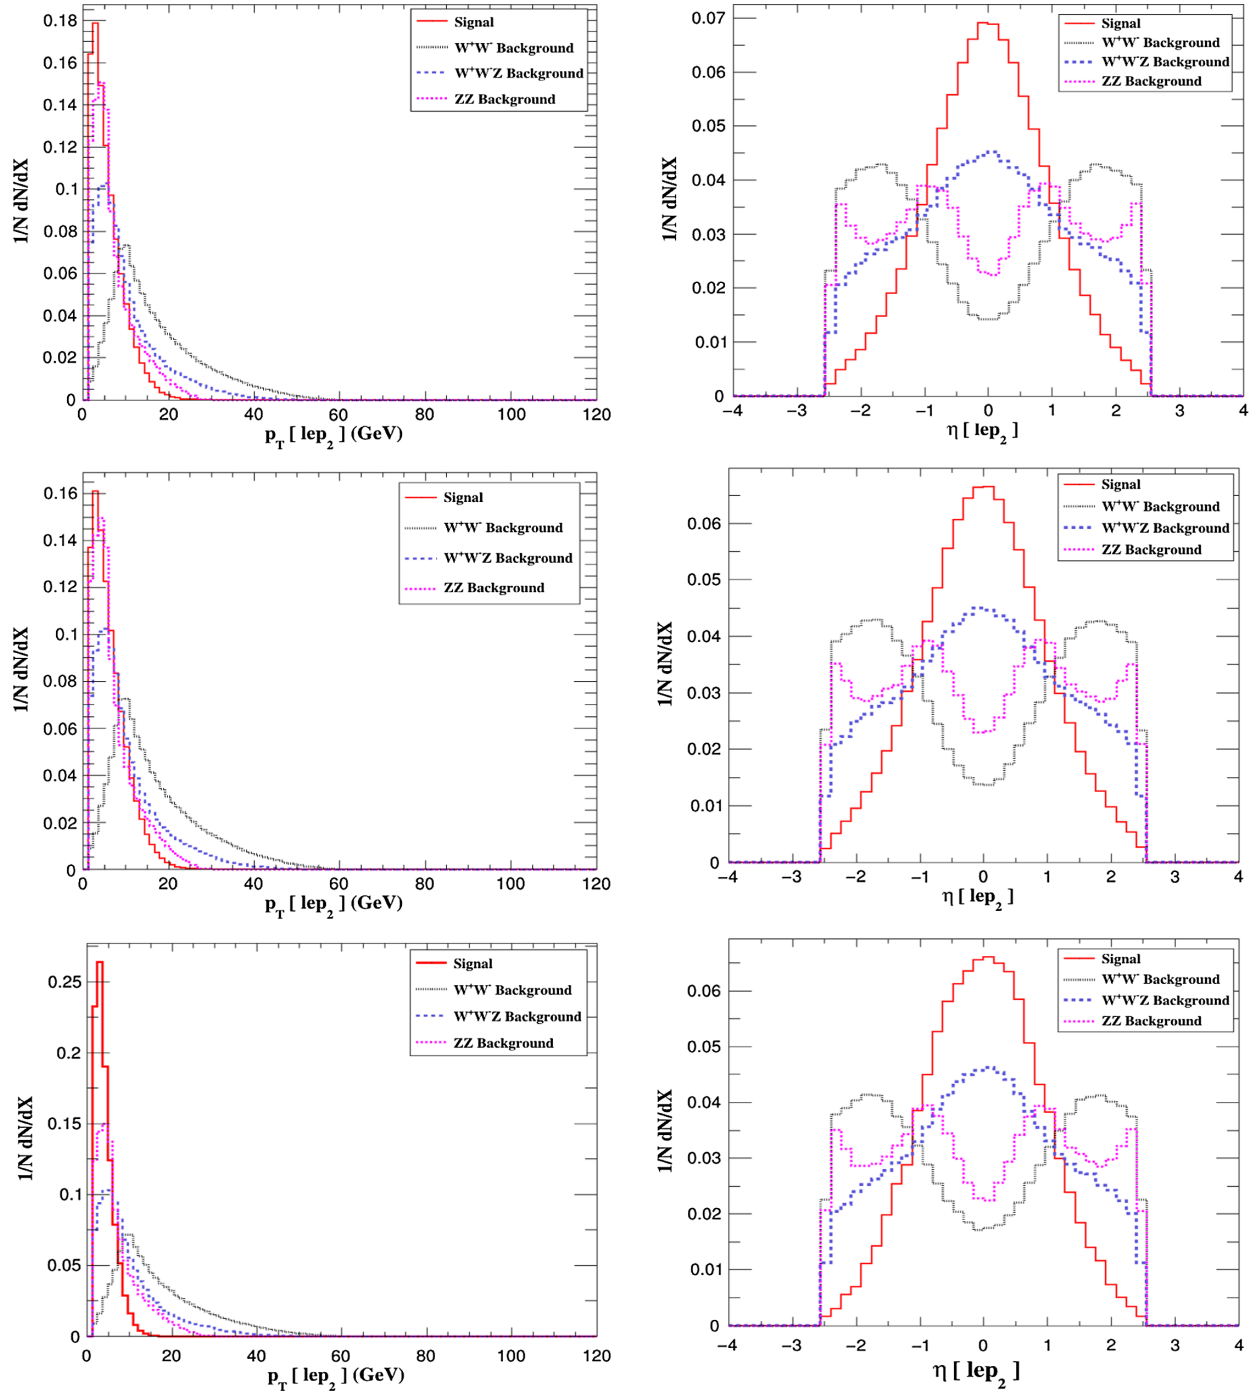 0.18
0.16
0.14
0.12
0.1
0.08
0.06
0.04
0.02
0
1/N dN/dX
Signal
W⁺W⁻ Background
W⁺W⁻Z Background
ZZ Background
0 20 40 60 80 100 120
p_T [ lep₂ ] (GeV)
0.07
0.06
0.05
0.04
0.03
0.02
0.01
0
1/N dN/dX
Signal
W⁺W⁻ Background
W⁺W⁻Z Background
ZZ Background
−4 −3 −2 −1 0 1 2 3 4
η [ lep₂ ]
0.16
0.14
0.12
0.1
0.08
0.06
0.04
0.02
0
1/N dN/dX
Signal
W⁺W⁻ Background
W⁺W⁻Z Background
ZZ Background
0 20 40 60 80 100 120
p_T [ lep₂ ] (GeV)
0.06
0.05
0.04
0.03
0.02
0.01
0
1/N dN/dX
Signal
W⁺W⁻ Background
W⁺W⁻Z Background
ZZ Background
−4 −3 −2 −1 0 1 2 3 4
η [ lep₂ ]
0.25
0.2
0.15
0.1
0.05
0
1/N dN/dX
Signal
W⁺W⁻ Background
W⁺W⁻Z Background
ZZ Background
0 20 40 60 80 100 120
p_T [ lep₂ ] (GeV)
0.06
0.05
0.04
0.03
0.02
0.01
0
1/N dN/dX
Signal
W⁺W⁻ Background
W⁺W⁻Z Background
ZZ Background
−4 −3 −2 −1 0 1 2 3 4
η [ lep₂ ]